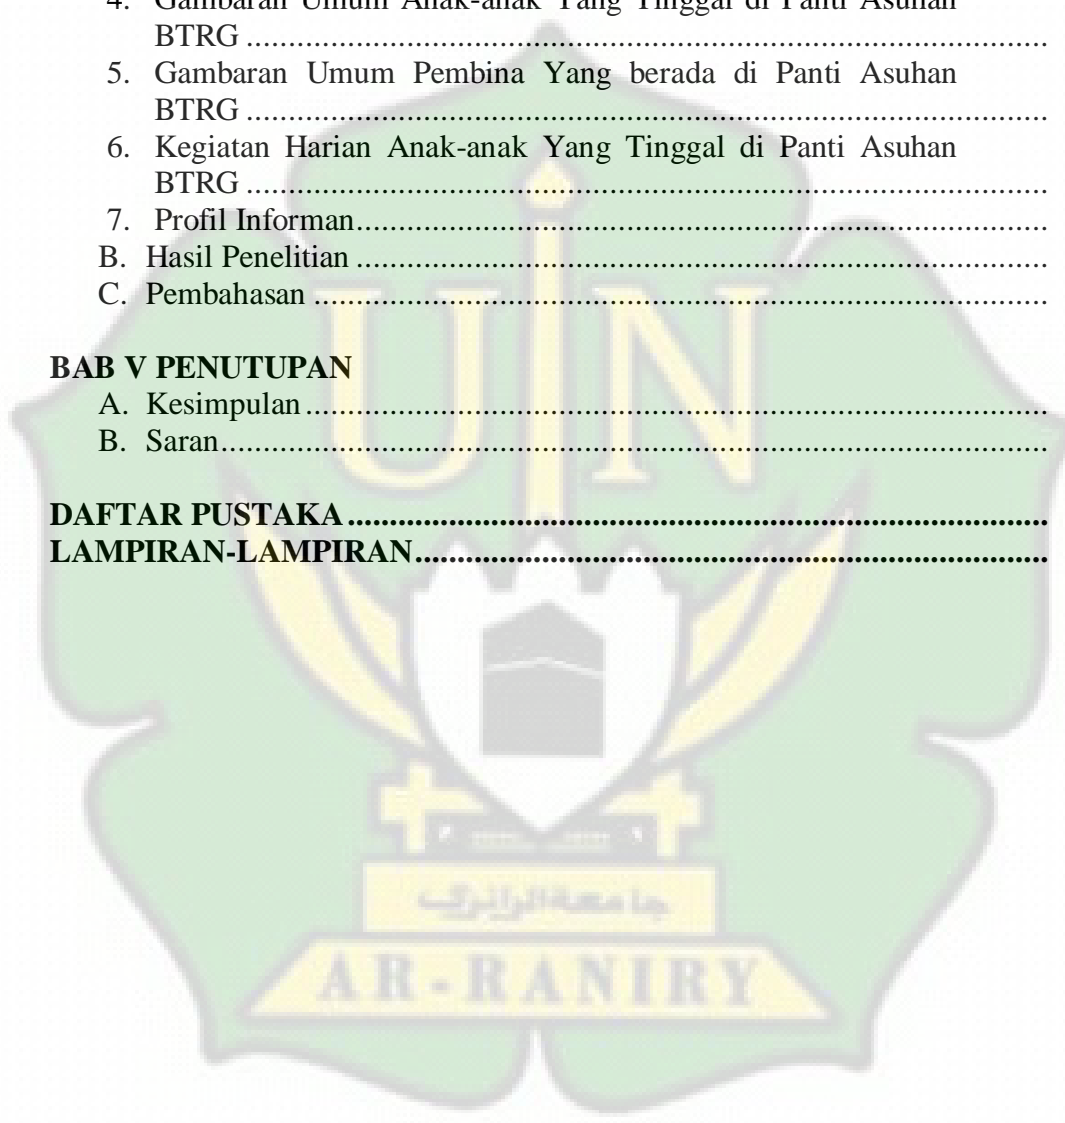 4. Gambaran Umum Anak-anak Yang Tinggal di Panti Asuhan
BTRG ........................................................................................................
5. Gambaran Umum Pembina Yang berada di Panti Asuhan
BTRG ........................................................................................................
6. Kegiatan Harian Anak-anak Yang Tinggal di Panti Asuhan
BTRG ........................................................................................................
7. Profil Informan..........................................................................................
B. Hasil Penelitian ..........................................................................................
C. Pembahasan ...............................................................................................
BAB V PENUTUPAN
A. Kesimpulan ................................................................................................
B. Saran...........................................................................................................
DAFTAR PUSTAKA .......................................................................................
LAMPIRAN-LAMPIRAN...............................................................................
UIN
جامعة الرانري
AR-RANIRY